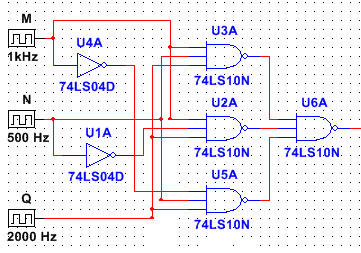 M
1kHz
U4A
74LS04D
U3A
74LS10N
N
500 Hz
U1A
74LS04D
U2A
74LS10N
U6A
74LS10N
Q
2000 Hz
U5A
74LS10N